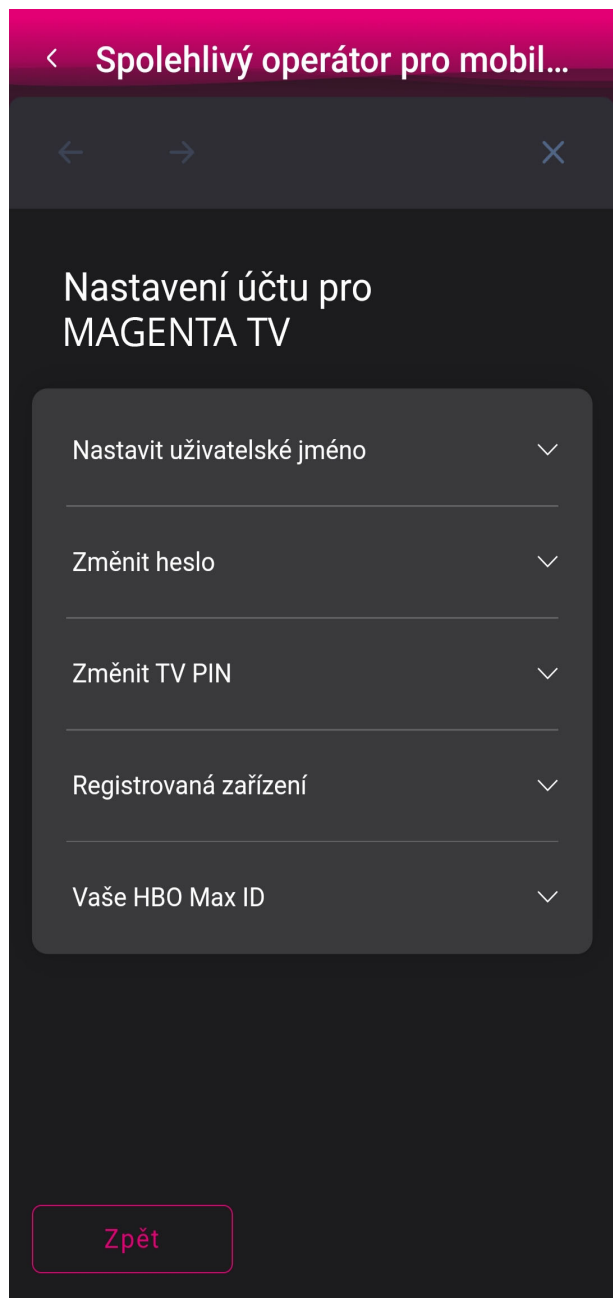 Spolehlivý operátor pro mobil...
Nastavení účtu pro
MAGENTA TV
Nastavit uživatelské jméno
Změnit heslo
Změnit TV PIN
Registrovaná zařízení
Vaše HBO Max ID
Zpět